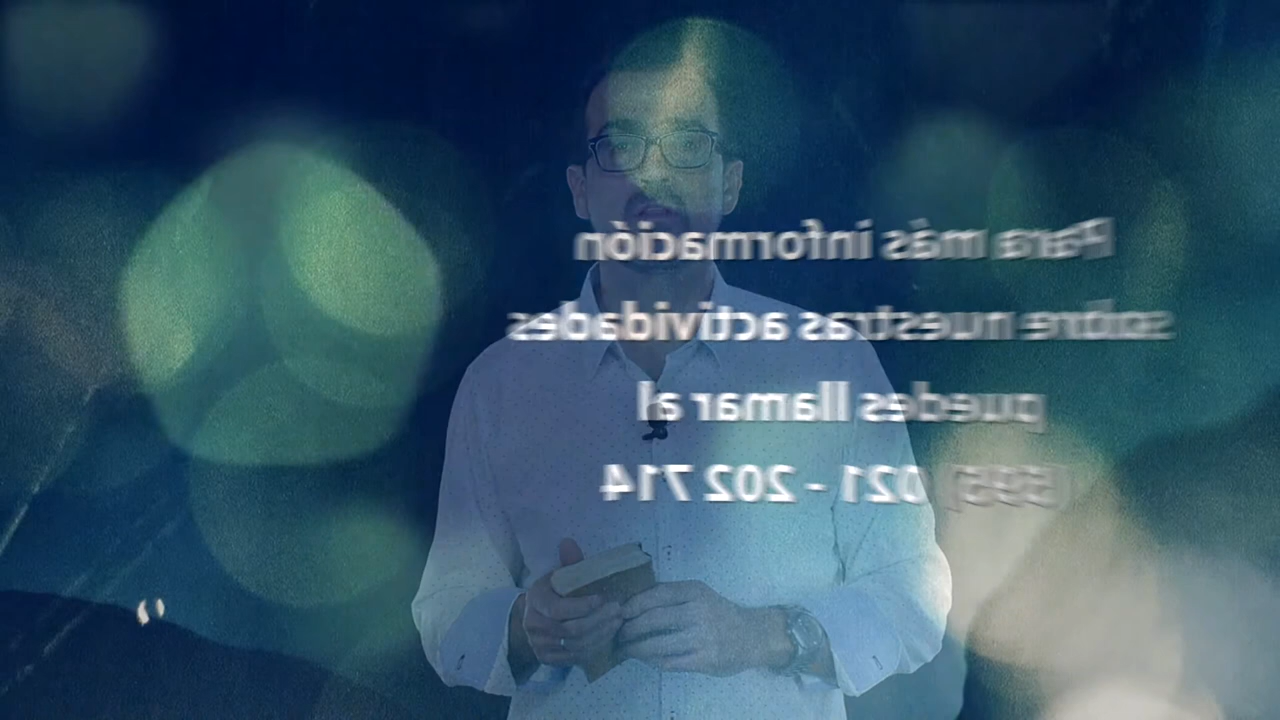 Para más información
sobre nuestras actividades
puedes llamar al
(595) 021 - 202 714
"